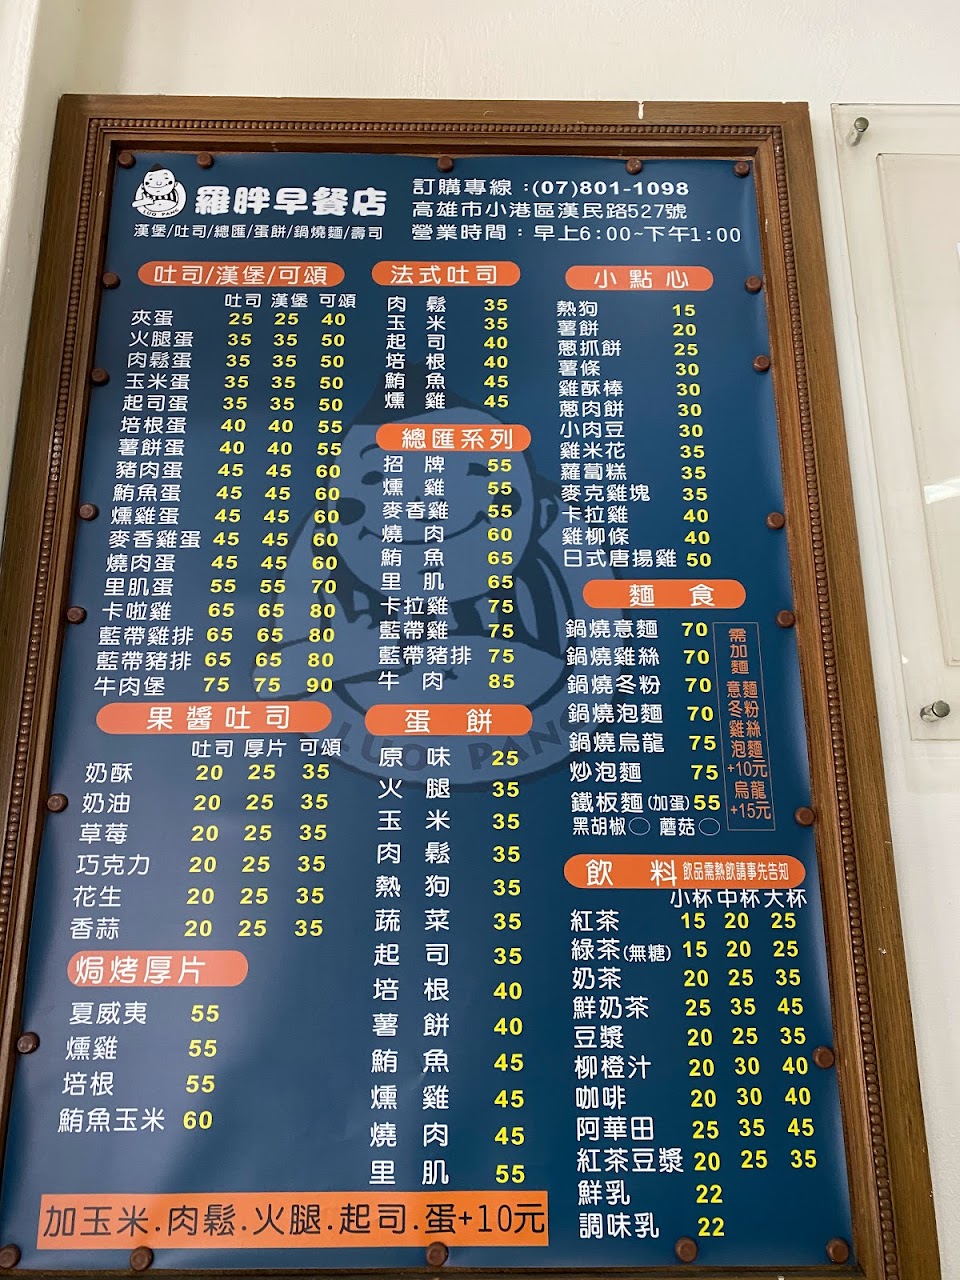 羅胖早餐店
LUO PANG
漢堡/吐司/總匯/蛋餅/鍋燒麵/壽司
訂購專線:(07)801-1098
高雄市小港區漢民路527號
營業時間:早上6:00~下午1:00
吐司/漢堡/可頌
吐司 漢堡 可頌
夾蛋 25 25 40
火腿蛋 35 35 50
肉鬆蛋 35 35 50
玉米蛋 35 35 50
起司蛋 35 35 50
培根蛋 40 40 55
薯餅蛋 40 40 55
豬肉蛋 45 45 60
鮪魚蛋 45 45 60
燻雞蛋 45 45 60
麥香雞蛋 45 45 60
燒肉蛋 45 45 60
里肌蛋 55 55 70
卡啦雞 65 65 80
藍帶雞排 65 65 80
藍帶豬排 65 65 80
牛肉堡 75 75 90
果醬吐司
吐司 厚片 可頌
奶酥 20 25 35
奶油 20 25 35
草莓 20 25 35
巧克力 20 25 35
花生 20 25 35
香蒜 20 25 35
焗烤厚片
夏威夷 55
燻雞 55
培根 55
鮪魚玉米 60
法式吐司
肉鬆 35
玉米 35
起司 40
培根 40
鮪魚 45
燻雞 45
總匯系列
招牌 55
燻雞 55
麥香雞 55
燒肉 60
鮪魚 65
里肌 65
卡拉雞 75
藍帶雞 75
藍帶豬排 75
牛肉 85
LUO PANG
蛋餅
原味 25
火腿 35
玉米 35
肉鬆 35
熱狗 35
蔬菜 35
起司 35
培根 40
薯餅 40
鮪魚 45
燻雞 45
燒肉 45
里肌 55
小點心
熱狗 15
薯餅 20
蔥抓餅 25
薯條 30
雞酥棒 30
蔥肉餅 30
小肉豆 30
雞米花 35
蘿蔔糕 35
麥克雞塊 35
卡拉雞 40
雞柳條 40
日式唐揚雞 50
麵食
鍋燒意麵 70
鍋燒雞絲 70
鍋燒冬粉 70
鍋燒泡麵 70
鍋燒烏龍 75
炒泡麵 75
鐵板麵(加蛋) 55
黑胡椒○ 蘑菇○
需加麵
意麵
冬粉
雞絲
泡麵
+10元
烏龍
+15元
飲料 飲品需熱飲請事先告知
小杯 中杯 大杯
紅茶 15 20 25
綠茶(無糖) 15 20 25
奶茶 20 25 35
鮮奶茶 25 35 45
豆漿 20 25 35
柳橙汁 20 30 40
咖啡 20 30 40
阿華田 25 35 45
紅茶豆漿 20 25 35
鮮乳 22
調味乳 22
加玉米.肉鬆.火腿.起司.蛋+10元